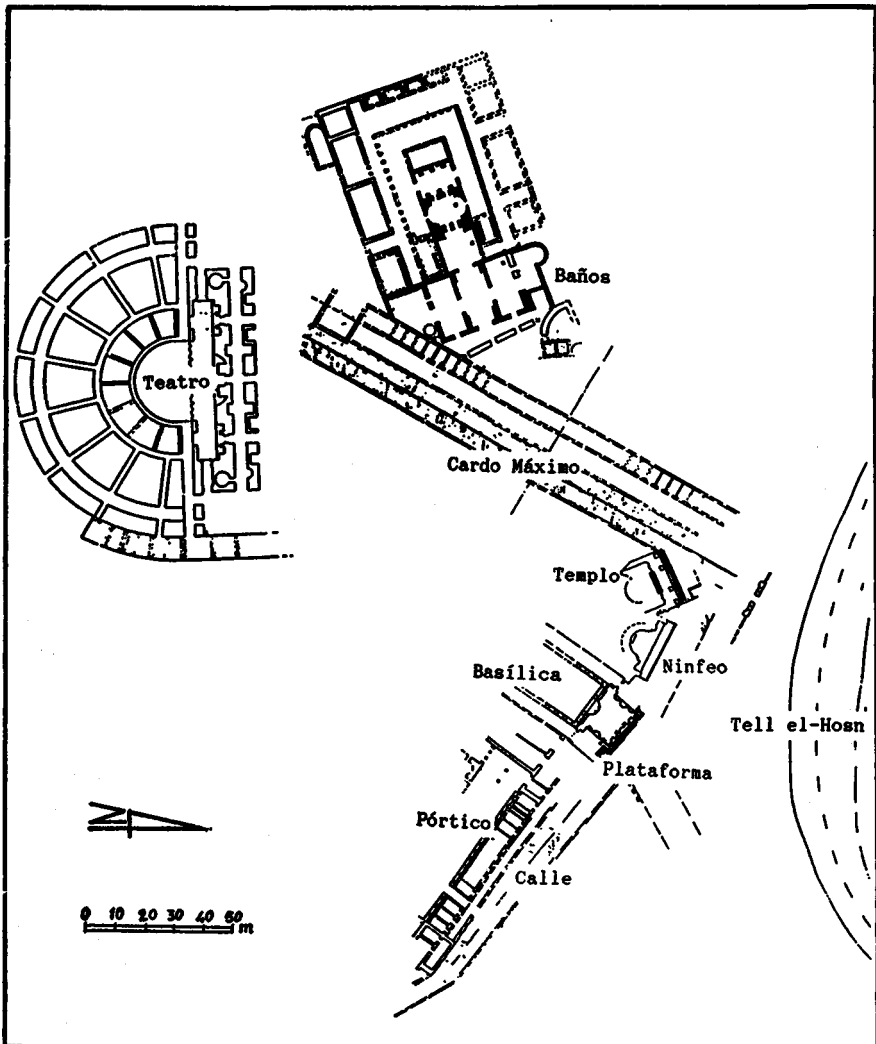 Baños
Teatro
Cardo Máximo
Templo
Ninfeo
Basílica
Tell el-Hosn
Plataforma
Pórtico
Calle
N
0 10 20 30 40 50
m